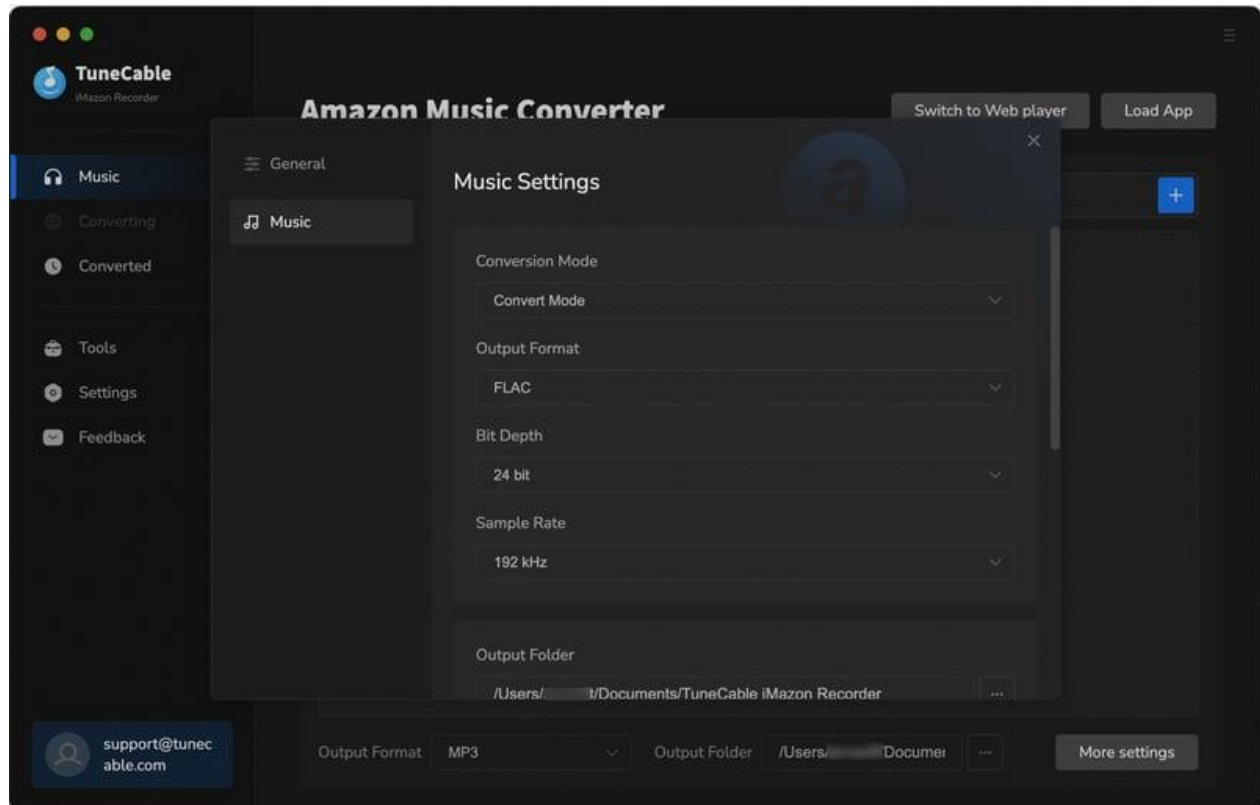 TuneCable
iMazon Recorder
Music
Converting
Converted
Tools
Settings
Feedback
support@tunec
able.com
Amazon Music Converter
Switch to Web player
Load App
General
Music
Music Settings
a
Conversion Mode
Convert Mode
Output Format
FLAC
Bit Depth
24 bit
Sample Rate
192 kHz
Output Folder
/Users/ t/Documents/TuneCable iMazon Recorder
...
Output Format
MP3
Output Folder
/Users/ Documen
...
More settings